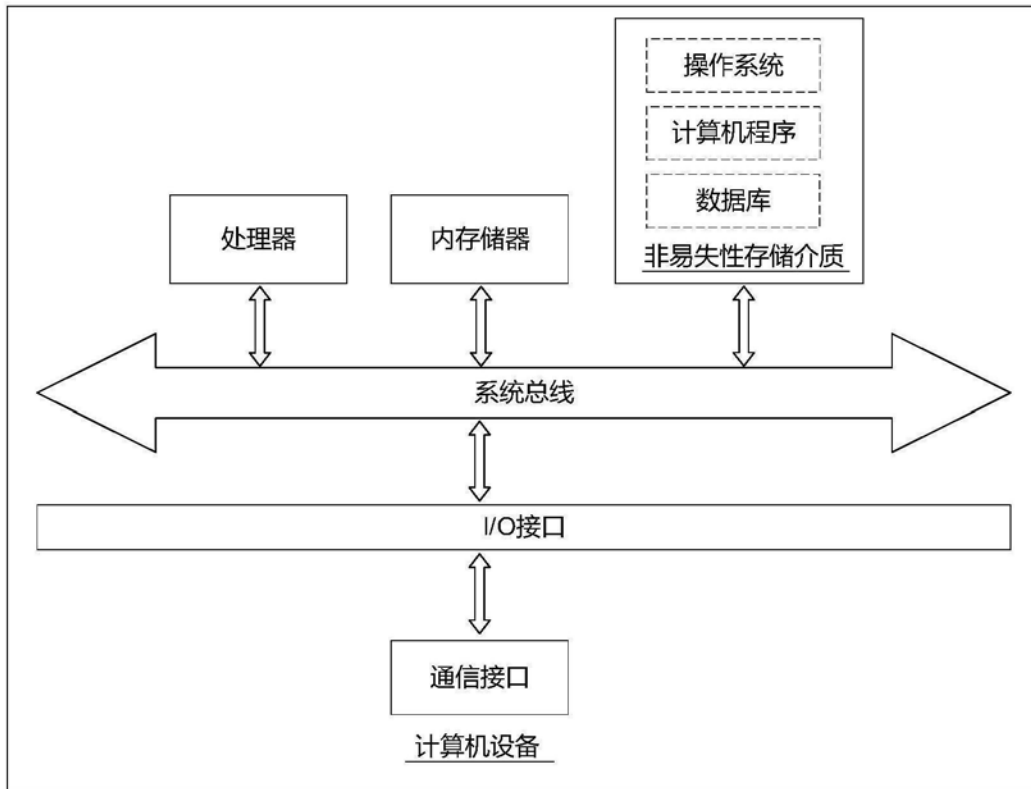 操作系统
计算机程序
数据库
非易失性存储介质
处理器
内存储器
系统总线
I/O接口
通信接口
计算机设备